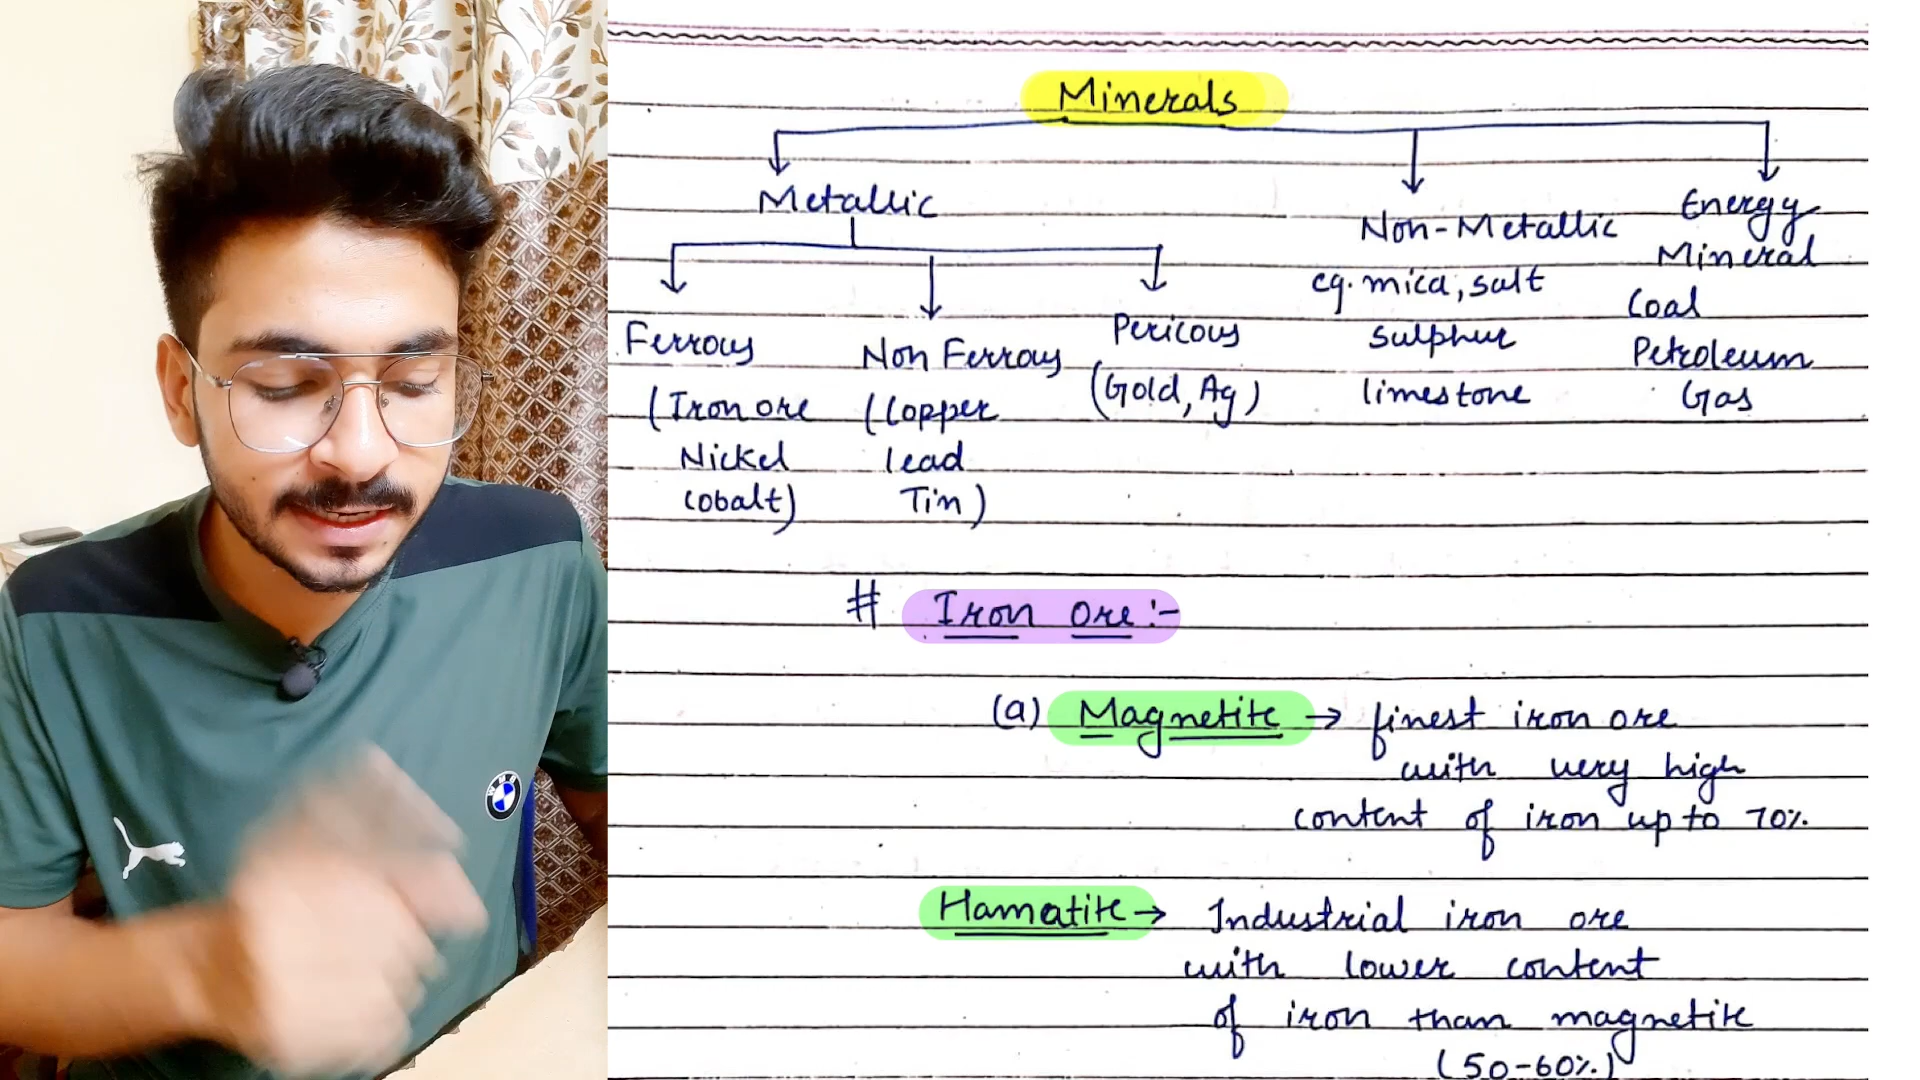 Minerals
Metallic
Non-Metallic
Energy
Mineral
Ferrous
(Iron ore
Nickel
Cobalt)
Non Ferrous
(Copper
lead
Tin)
Pericous
(Gold, Ag)
eg. mica, salt
sulphur
limestone
Coal
Petroleum
Gas
# Iron Ore :-
(a) Magnetite → finest iron ore
with very high
content of iron up to 70%.
Hamatite → Industrial iron ore
with lower content
of iron than magnetite
(50-60%.)
BMW